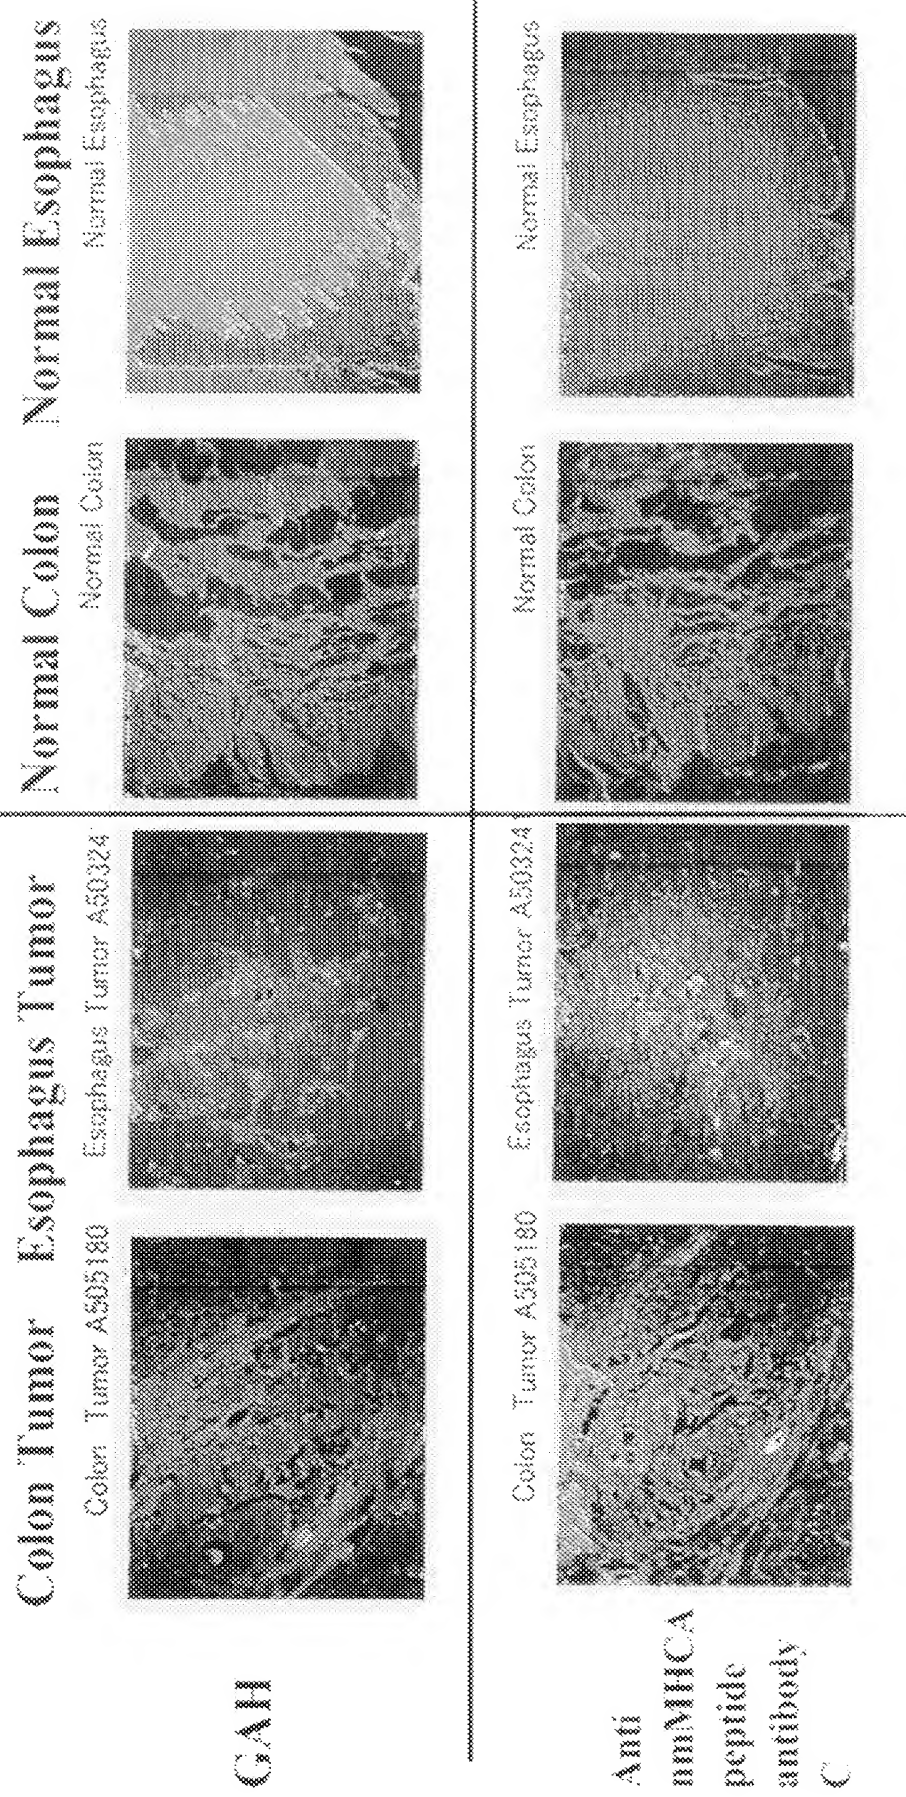 Colon Tumor Esophagus Tumor Normal Colon Normal Esophagus
Colon Tumor A505180 Esophagus Tumor A50324 Normal Colon Normal Esophagus
GAH
Colon Tumor A505180 Esophagus Tumor A50324 Normal Colon Normal Esophagus
Anti
nmMHCA
peptide
antibody
C